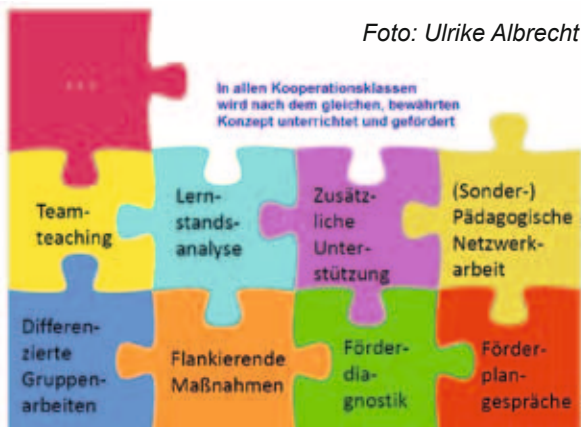 Foto: Ulrike Albrecht
...
In allen Kooperationsklassen
wird nach dem gleichen, bewährten
Konzept unterrichtet und gefördert
Team-
teaching
Lern-
stands-
analyse
Zusätz-
liche
Unter-
stützung
(Sonder-)
Pädagogische
Netzwerk-
arbeit
Differen-
zierte
Gruppen-
arbeiten
Flankierende
Maßnahmen
Förder-
dia-
gnostik
Förder-
plan-
gespräche